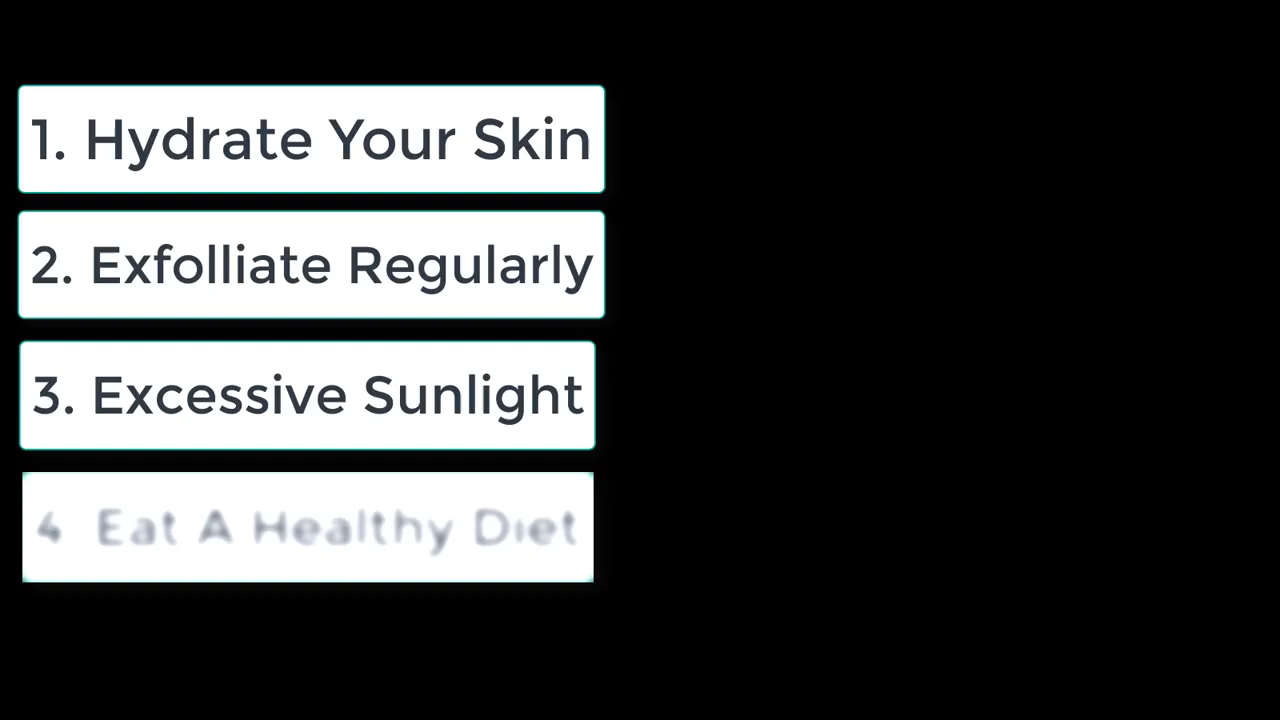 1. Hydrate Your Skin
2. Exfolliate Regularly
3. Excessive Sunlight
4 Eat A Healthy Diet